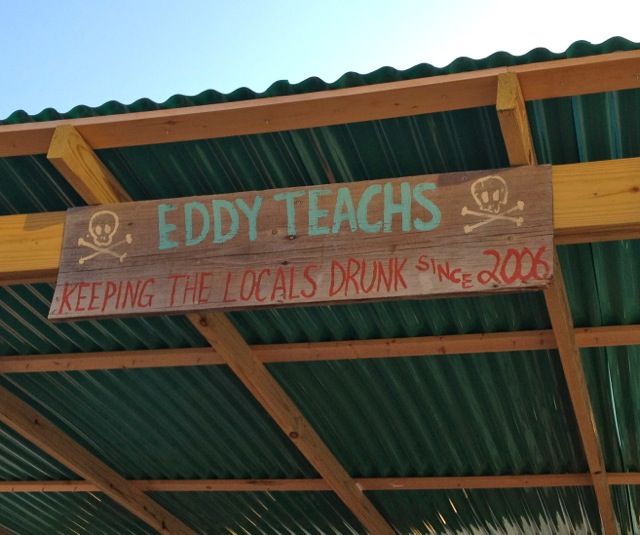 EDDY TEACHS
KEEPING THE LOCALS DRUNK SINCE 2006